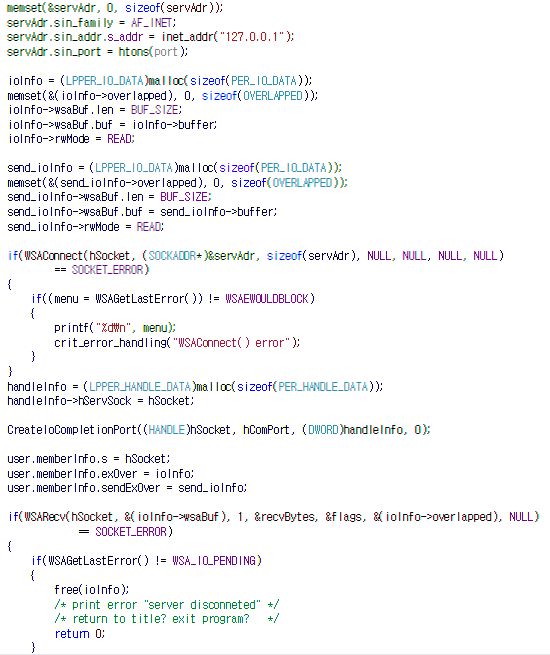 memset(&servAdr, 0, sizeof(servAdr));
servAdr.sin_family = AF_INET;
servAdr.sin_addr.s_addr = inet_addr("127.0.0.1");
servAdr.sin_port = htons(port);

ioInfo = (LPPER_IO_DATA)malloc(sizeof(PER_IO_DATA));
memset(&(ioInfo->overlapped), 0, sizeof(OVERLAPPED));
ioInfo->wsaBuf.len = BUF_SIZE;
ioInfo->wsaBuf.buf = ioInfo->buffer;
ioInfo->rwMode = READ;

send_ioInfo = (LPPER_IO_DATA)malloc(sizeof(PER_IO_DATA));
memset(&(send_ioInfo->overlapped), 0, sizeof(OVERLAPPED));
send_ioInfo->wsaBuf.len = BUF_SIZE;
send_ioInfo->wsaBuf.buf = send_ioInfo->buffer;
send_ioInfo->rwMode = READ;

if(WSAConnect(hSocket, (SOCKADDR*)&servAdr, sizeof(servAdr), NULL, NULL, NULL, NULL)
== SOCKET_ERROR)
{
if((menu = WSAGetLastError()) != WSAEWOULDBLOCK)
{
printf("%d₩n", menu);
crit_error_handling("WSAConnect() error");
}
}
handleInfo = (LPPER_HANDLE_DATA)malloc(sizeof(PER_HANDLE_DATA));
handleInfo->hServSock = hSocket;

CreateIoCompletionPort((HANDLE)hSocket, hComPort, (DWORD)handleInfo, 0);

user.memberInfo.s = hSocket;
user.memberInfo.exOver = ioInfo;
user.memberInfo.sendExOver = send_ioInfo;

if(WSARecv(hSocket, &(ioInfo->wsaBuf), 1, &recvBytes, &flags, &(ioInfo->overlapped), NULL)
== SOCKET_ERROR)
{
if(WSAGetLastError() != WSA_IO_PENDING)
{
free(ioInfo);
/* print error "server disconneted" */
/* return to title? exit program? */
return 0;
}